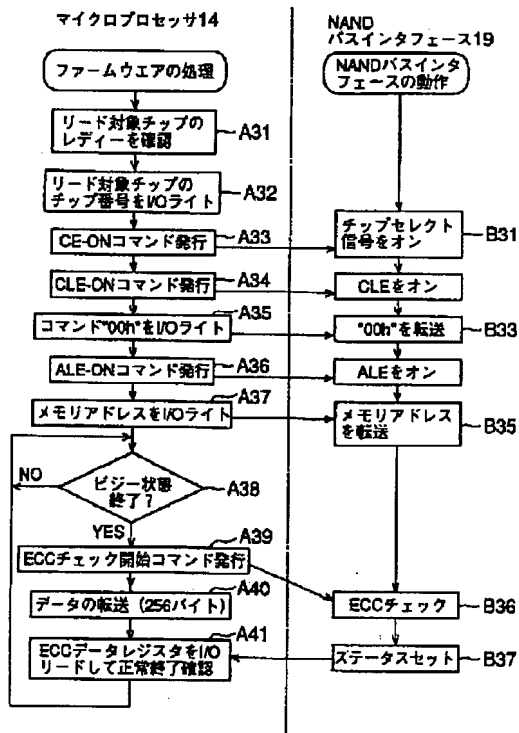 マイクロプロセッサ14
NAND
バスインタフェース19
ファームウエアの処理
NANDバスインタ
フェースの動作
リード対象チップの
レディーを確認
A31
リード対象チップの
チップ番号をI/Oライト
A32
CE-ONコマンド発行
A33
チップセレクト
信号をオン
B31
CLE-ONコマンド発行
A34
CLEをオン
コマンド"00h"をI/Oライト
A35
"00h"を転送
B33
ALE-ONコマンド発行
A36
ALEをオン
メモリアドレスをI/Oライト
A37
メモリアドレス
を転送
B35
ビジー状態
終了?
A38
NO
YES
ECCチェック開始コマンド発行
A39
データの転送(256バイト)
A40
ECCチェック
B36
ECCデータレジスタをI/O
リードして正常終了確認
A41
ステータスセット
B37